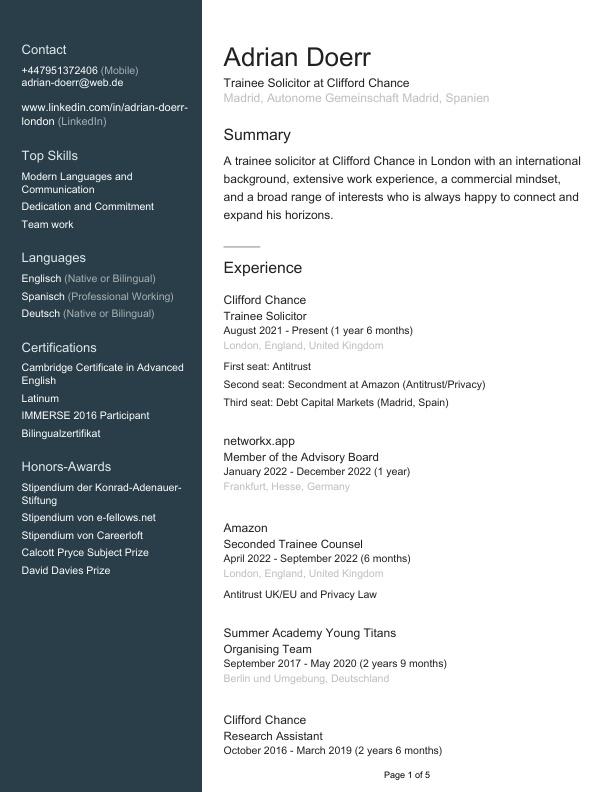 Contact
+447951372406 (Mobile)
adrian-doerr@web.de
www.linkedin.com/in/adrian-doerr-
london (LinkedIn)
Top Skills
Modern Languages and
Communication
Dedication and Commitment
Team work
Languages
Englisch (Native or Bilingual)
Spanisch (Professional Working)
Deutsch (Native or Bilingual)
Certifications
Cambridge Certificate in Advanced
English
Latinum
IMMERSE 2016 Participant
Bilingualzertifikat
Honors-Awards
Stipendium der Konrad-Adenauer-
Stiftung
Stipendium von e-fellows.net
Stipendium von Careerloft
Calcott Pryce Subject Prize
David Davies Prize
Adrian Doerr
Trainee Solicitor at Clifford Chance
Madrid, Autonome Gemeinschaft Madrid, Spanien
Summary
A trainee solicitor at Clifford Chance in London with an international
background, extensive work experience, a commercial mindset,
and a broad range of interests who is always happy to connect and
expand his horizons.
Experience
Clifford Chance
Trainee Solicitor
August 2021 - Present (1 year 6 months)
London, England, United Kingdom
First seat: Antitrust
Second seat: Secondment at Amazon (Antitrust/Privacy)
Third seat: Debt Capital Markets (Madrid, Spain)
networkx.app
Member of the Advisory Board
January 2022 - December 2022 (1 year)
Frankfurt, Hesse, Germany
Amazon
Seconded Trainee Counsel
April 2022 - September 2022 (6 months)
London, England, United Kingdom
Antitrust UK/EU and Privacy Law
Summer Academy Young Titans
Organising Team
September 2017 - May 2020 (2 years 9 months)
Berlin und Umgebung, Deutschland
Clifford Chance
Research Assistant
October 2016 - March 2019 (2 years 6 months)
Page 1 of 5